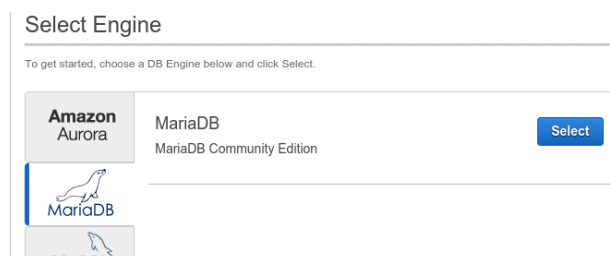 Select Engine
To get started, choose a DB Engine below and click Select.
Amazon
Aurora
MariaDB
MariaDB Community Edition
Select
MariaDB